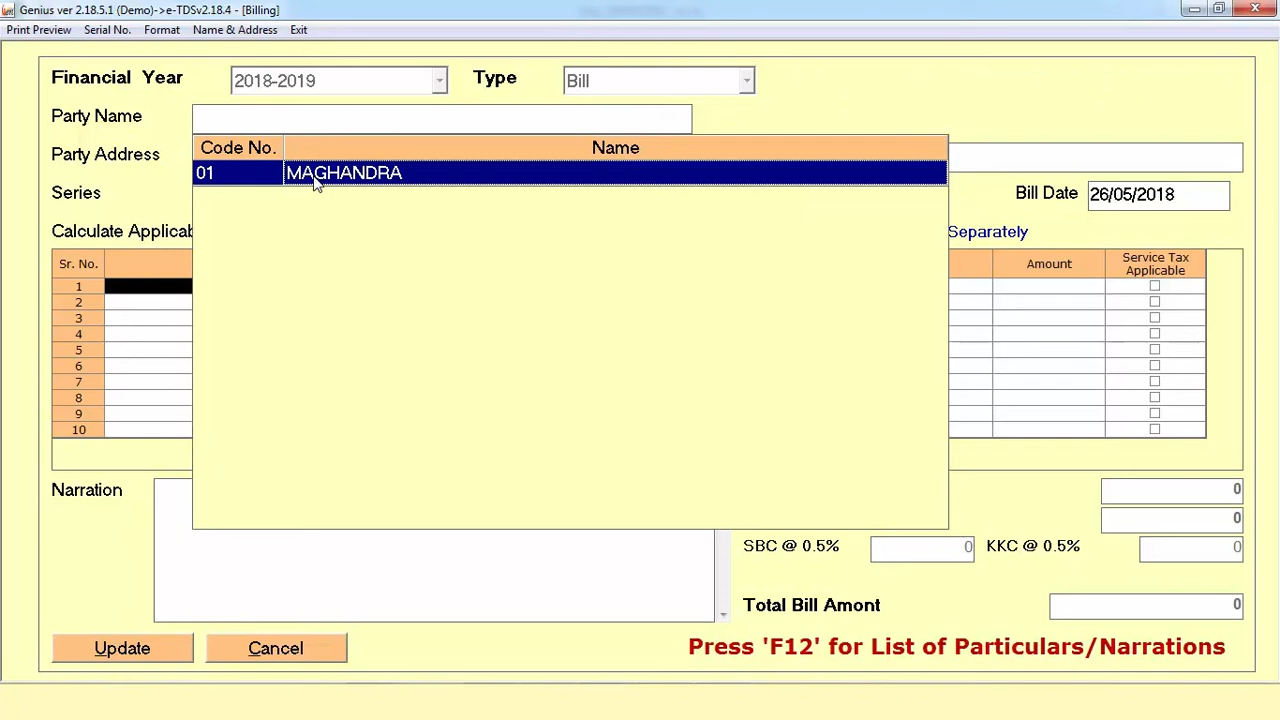 Genius ver 2.18.5.1 (Demo)->e-TDSv2.18.4 - [Billing]
Print Preview Serial No. Format Name & Address Exit
Financial Year 2018-2019 Type Bill
Party Name
Code No. Name
Party Address
01 MAGHANDRA
Series Bill Date 26/05/2018
Calculate Applicab Separately
Sr. No. Amount Service Tax Applicable
1
2
3
4
5
6
7
8
9
10
Narration 0
0
SBC @ 0.5% 0 KKC @ 0.5% 0
Total Bill Amont 0
Update Cancel Press 'F12' for List of Particulars/Narrations